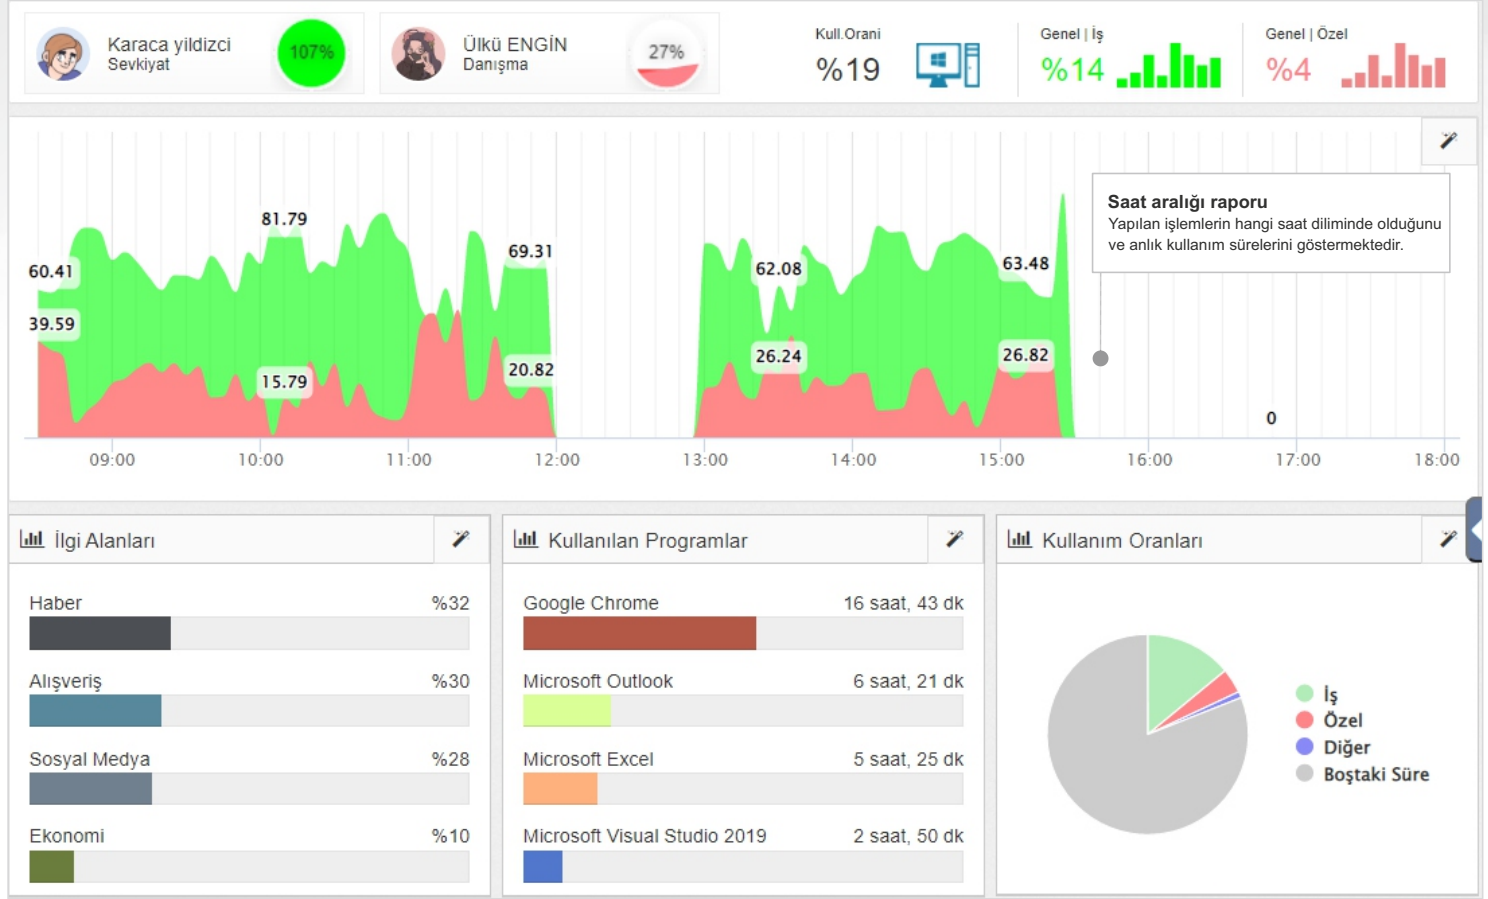 Karaca yildizci
Sevkiyat
107%
Ülkü ENGİN
Danışma
27%
Kull.Orani
%19
Genel | İş
%14
Genel | Özel
%4
Saat aralığı raporu
Yapılan işlemlerin hangi saat diliminde olduğunu
ve anlık kullanım sürelerini göstermektedir.
81.79
69.31
60.41
62.08
63.48
39.59
15.79
20.82
26.24
26.82
0
09:00
10:00
11:00
12:00
13:00
14:00
15:00
16:00
17:00
18:00
İlgi Alanları
Haber %32
Alışveriş %30
Sosyal Medya %28
Ekonomi %10
Kullanılan Programlar
Google Chrome 16 saat, 43 dk
Microsoft Outlook 6 saat, 21 dk
Microsoft Excel 5 saat, 25 dk
Microsoft Visual Studio 2019 2 saat, 50 dk
Kullanım Oranları
İş
Özel
Diğer
Boştaki Süre